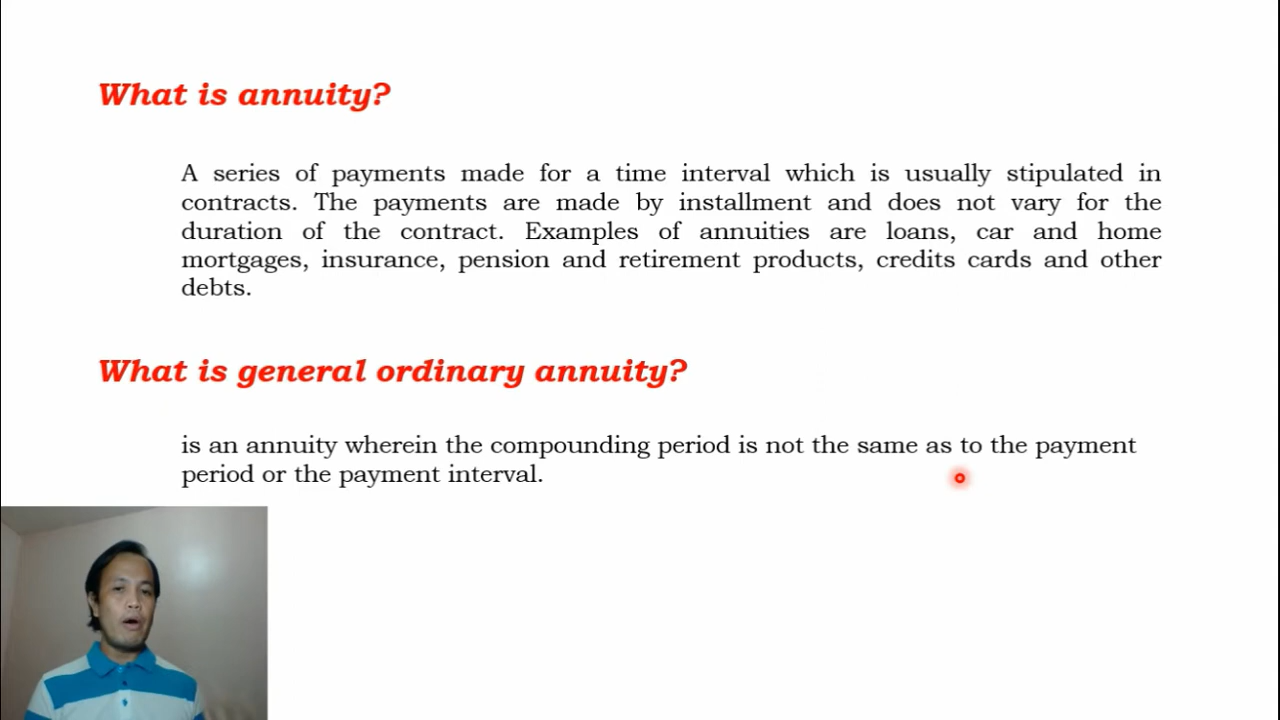 What is annuity?
A series of payments made for a time interval which is usually stipulated in
contracts. The payments are made by installment and does not vary for the
duration of the contract. Examples of annuities are loans, car and home
mortgages, insurance, pension and retirement products, credits cards and other
debts.
What is general ordinary annuity?
is an annuity wherein the compounding period is not the same as to the payment
period or the payment interval.